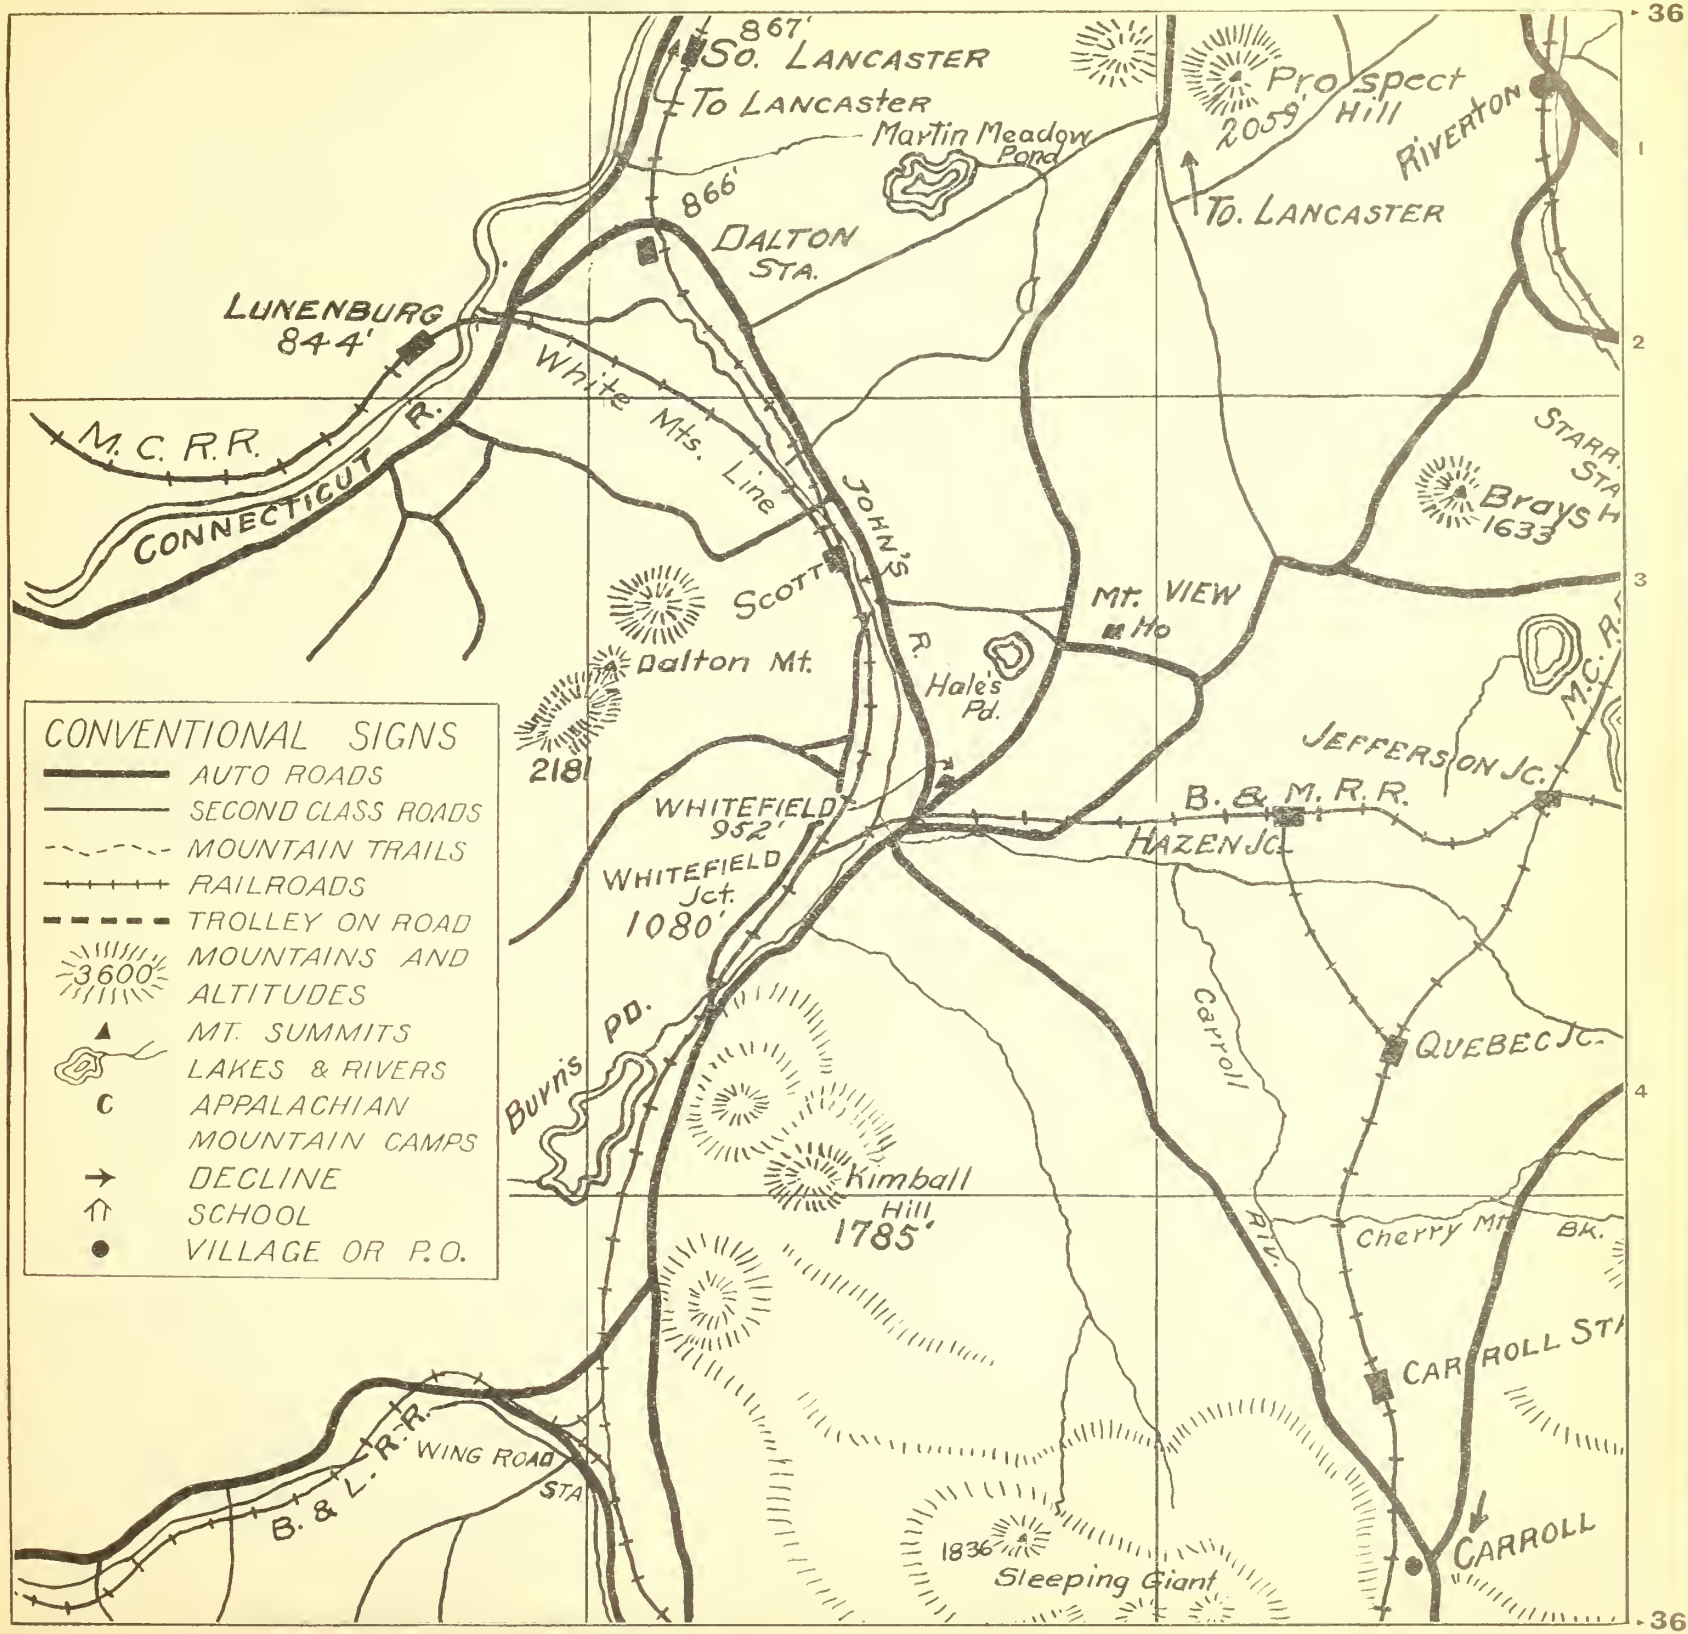 36
867'
So. LANCASTER
To LANCASTER
Martin Meadow
Pond
Prospect
Hill
2059'
RIVERTON
1
866'
DALTON
STA.
To. LANCASTER
LUNENBURG
844'
2
White Mts. Line
M. C. R. R.
CONNECTICUT R.
STARR.
STA
Brays H
1633
JOHN'S
R.
SCOTT
3
Mt. VIEW
Ho
Dalton Mt.
2181
Hale's
Pd.
M.C. R.R.
JEFFERSON JC.
CONVENTIONAL SIGNS
AUTO ROADS
SECOND CLASS ROADS
MOUNTAIN TRAILS
RAILROADS
TROLLEY ON ROAD
3600
MOUNTAINS AND
ALTITUDES
MT. SUMMITS
LAKES & RIVERS
C
APPALACHIAN
MOUNTAIN CAMPS
DECLINE
SCHOOL
VILLAGE OR P.O.
WHITEFIELD
952'
WHITEFIELD
Jct.
1080'
B. & M. R. R.
HAZEN JC.
Burns PD.
Carroll
Riv.
QUEBEC JC.
4
Kimball
Hill
1785'
Cherry Mt. BK.
CARROLL STA
WING ROAD
STA
B. & L. R. R.
1836
Sleeping Giant
CARROLL
36